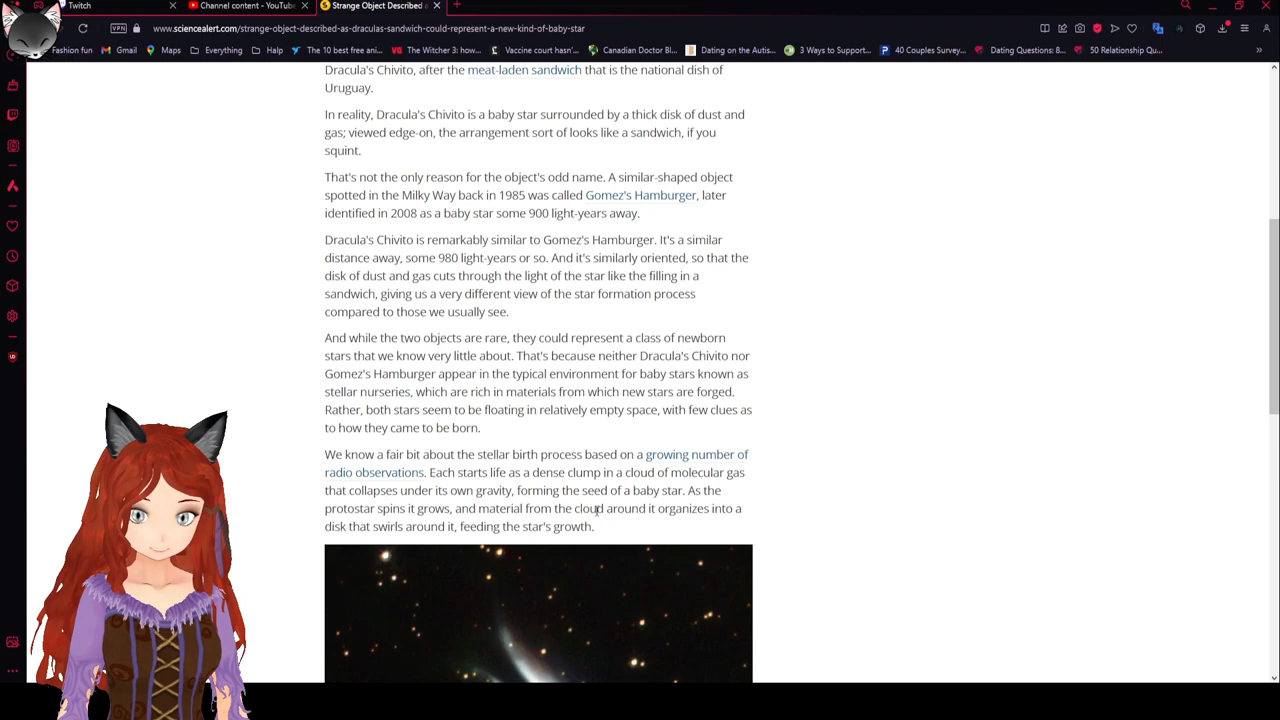 Twitch
Channel content - YouTube
Strange Object Described a
VPN
www.sciencealert.com/strange-object-described-as-draculas-sandwich-could-represent-a-new-kind-of-baby-star
Fashion fun
Gmail
Maps
Everything
Halp
The 10 best free ani...
The Witcher 3: how...
Vaccine court hasn'...
Canadian Doctor Bl...
Dating on the Autis...
3 Ways to Support...
40 Couples Survey...
Dating Questions: 8...
50 Relationship Qu...
Dracula's Chivito, after the meat-laden sandwich that is the national dish of
Uruguay.
In reality, Dracula's Chivito is a baby star surrounded by a thick disk of dust and
gas; viewed edge-on, the arrangement sort of looks like a sandwich, if you
squint.
That's not the only reason for the object's odd name. A similar-shaped object
spotted in the Milky Way back in 1985 was called Gomez's Hamburger, later
identified in 2008 as a baby star some 900 light-years away.
Dracula's Chivito is remarkably similar to Gomez's Hamburger. It's a similar
distance away, some 980 light-years or so. And it's similarly oriented, so that the
disk of dust and gas cuts through the light of the star like the filling in a
sandwich, giving us a very different view of the star formation process
compared to those we usually see.
And while the two objects are rare, they could represent a class of newborn
stars that we know very little about. That's because neither Dracula's Chivito nor
Gomez's Hamburger appear in the typical environment for baby stars known as
stellar nurseries, which are rich in materials from which new stars are forged.
Rather, both stars seem to be floating in relatively empty space, with few clues as
to how they came to be born.
We know a fair bit about the stellar birth process based on a growing number of
radio observations. Each starts life as a dense clump in a cloud of molecular gas
that collapses under its own gravity, forming the seed of a baby star. As the
protostar spins it grows, and material from the cloud around it organizes into a
disk that swirls around it, feeding the star's growth.